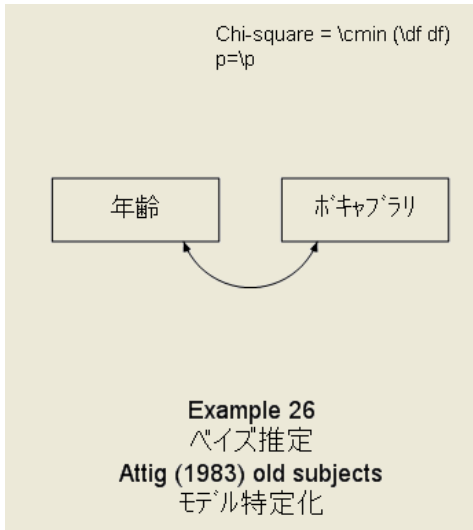 Chi-square = \cmin (\df df)
p=\p
年齢
ボキャブラリ
Example 26
ベイズ推定
Attig (1983) old subjects
モデル特定化